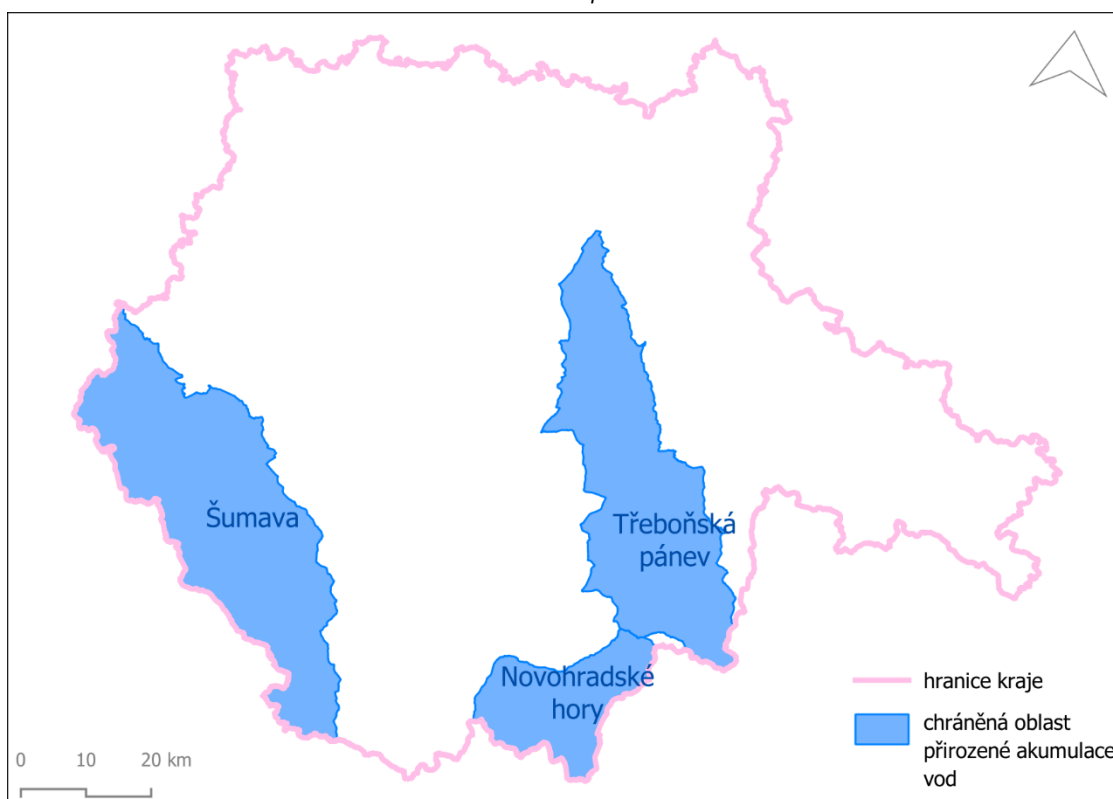 Šumava
Třeboňská
pánev
Novohradské
hory
hranice kraje
chráněná oblast
přirozené akumulace
vod
0 10 20 km